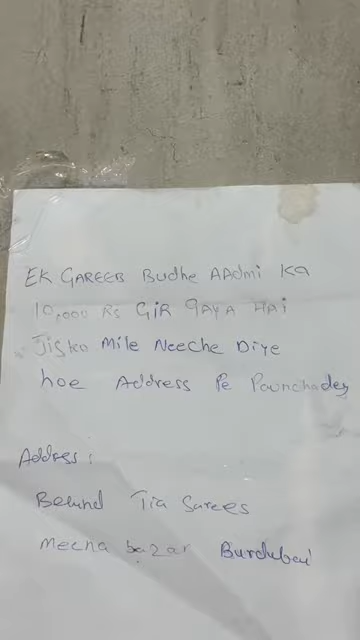 EK GAREEB Budhe AAdmi Ka
10,000 Rs GIR GAYA HAi
Jisko Mile Neeche Diye
hoe Address Pe Pounchadey
Address:
Behind Tia Sarees
meena bazar Burdubai